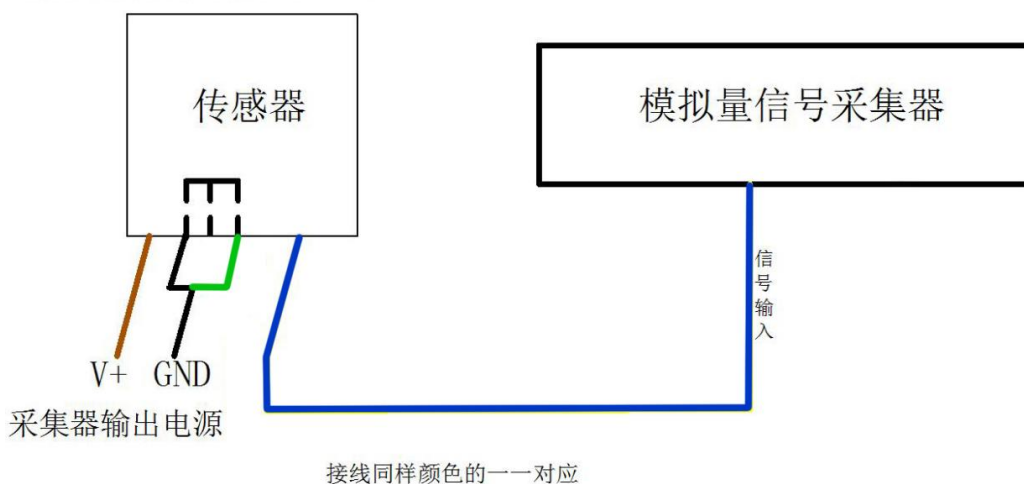 传感器
模拟量信号采集器
信号输入
V+ GND
采集器输出电源
接线同样颜色的一一对应